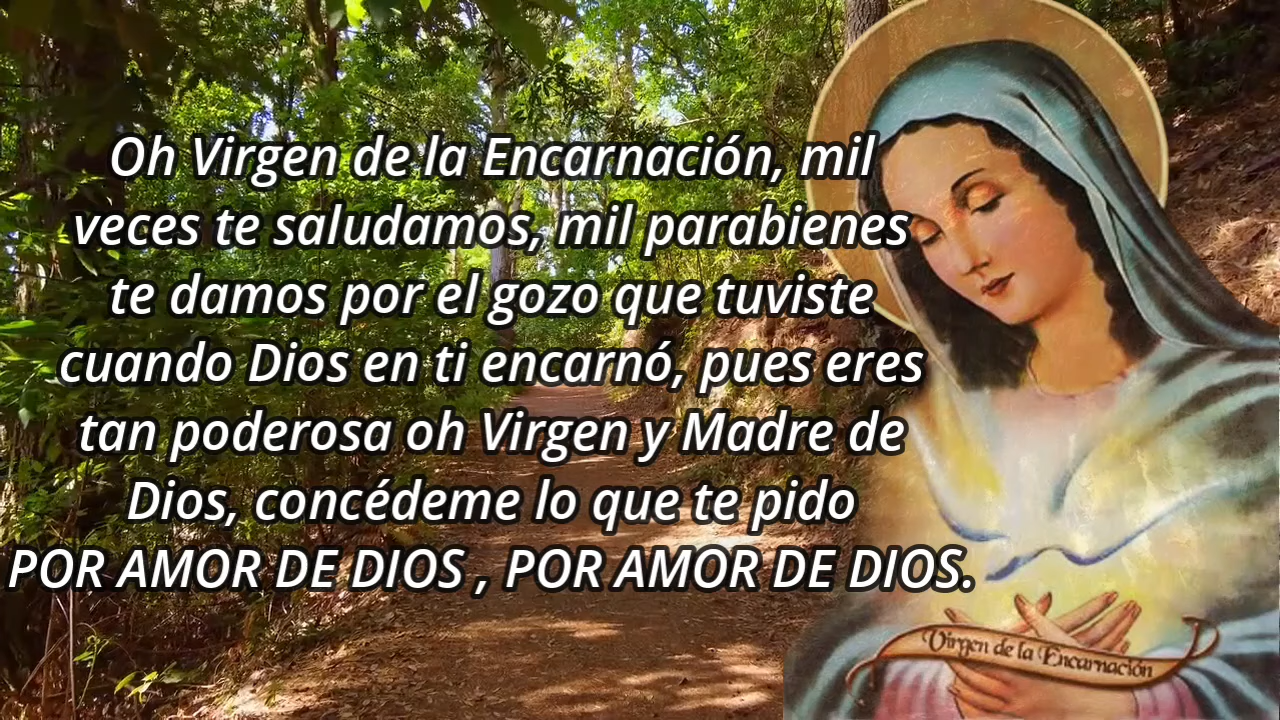 Oh Virgen de la Encarnación, mil
veces te saludamos, mil parabienes
te damos por el gozo que tuviste
cuando Dios en ti encarnó, pues eres
tan poderosa oh Virgen y Madre de
Dios, concédeme lo que te pido
POR AMOR DE DIOS , POR AMOR DE DIOS.
Virgen de la Encarnación